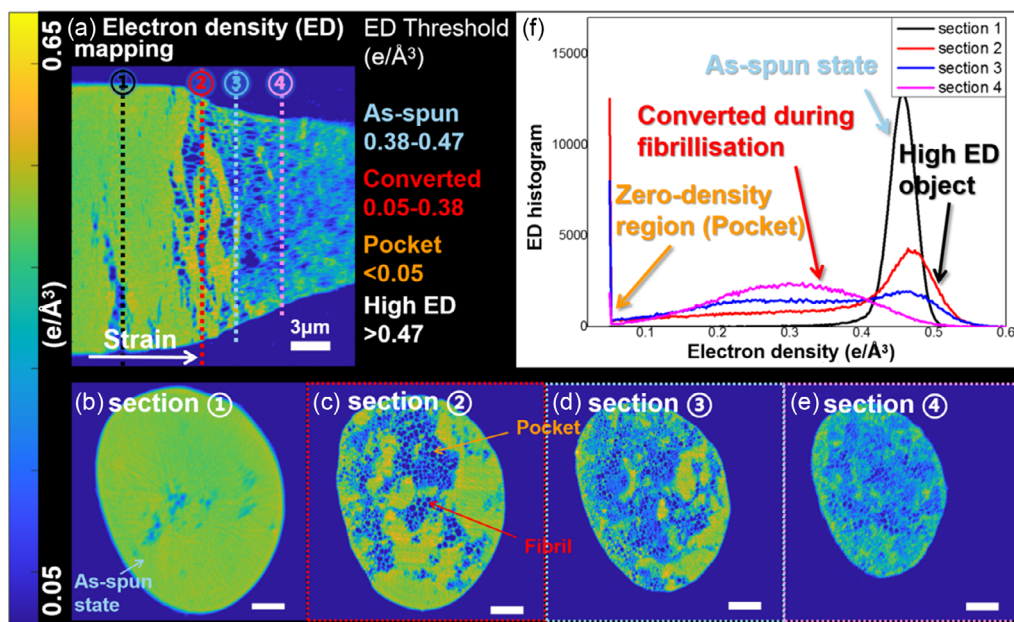 0.65
(e/Å³)
0.05
(a) Electron density (ED)
mapping
① ② ③ ④
Strain
3μm
ED Threshold
(e/Å³)
As-spun
0.38-0.47
Converted
0.05-0.38
Pocket
<0.05
High ED
>0.47
(f)
ED histogram
15000
10000
5000
0
0.1 0.2 0.3 0.4 0.5 0.6
Electron density (e/Å³)
section 1
section 2
section 3
section 4
As-spun state
Converted during
fibrillisation
High ED
object
Zero-density
region (Pocket)
(b) section ①
As-spun
state
(c) section ②
Pocket
Fibril
(d) section ③
(e) section ④